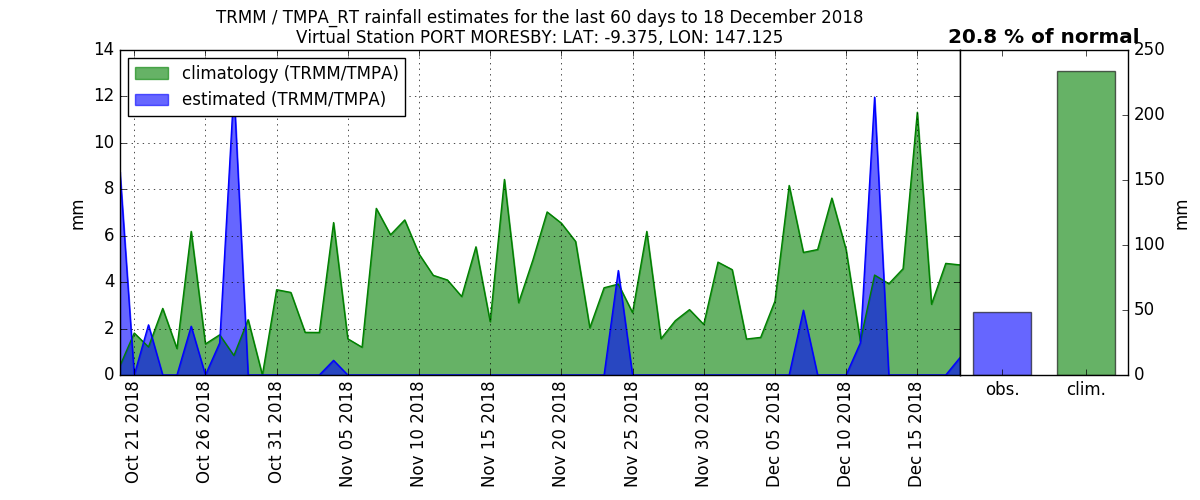 TRMM / TMPA_RT rainfall estimates for the last 60 days to 18 December 2018
Virtual Station PORT MORESBY: LAT: -9.375, LON: 147.125
20.8 % of normal
climatology (TRMM/TMPA)
estimated (TRMM/TMPA)
14
12
10
8
6
4
2
0
mm
Oct 21 2018
Oct 26 2018
Oct 31 2018
Nov 05 2018
Nov 10 2018
Nov 15 2018
Nov 20 2018
Nov 25 2018
Nov 30 2018
Dec 05 2018
Dec 10 2018
Dec 15 2018
obs.
clim.
250
200
150
100
50
0
mm